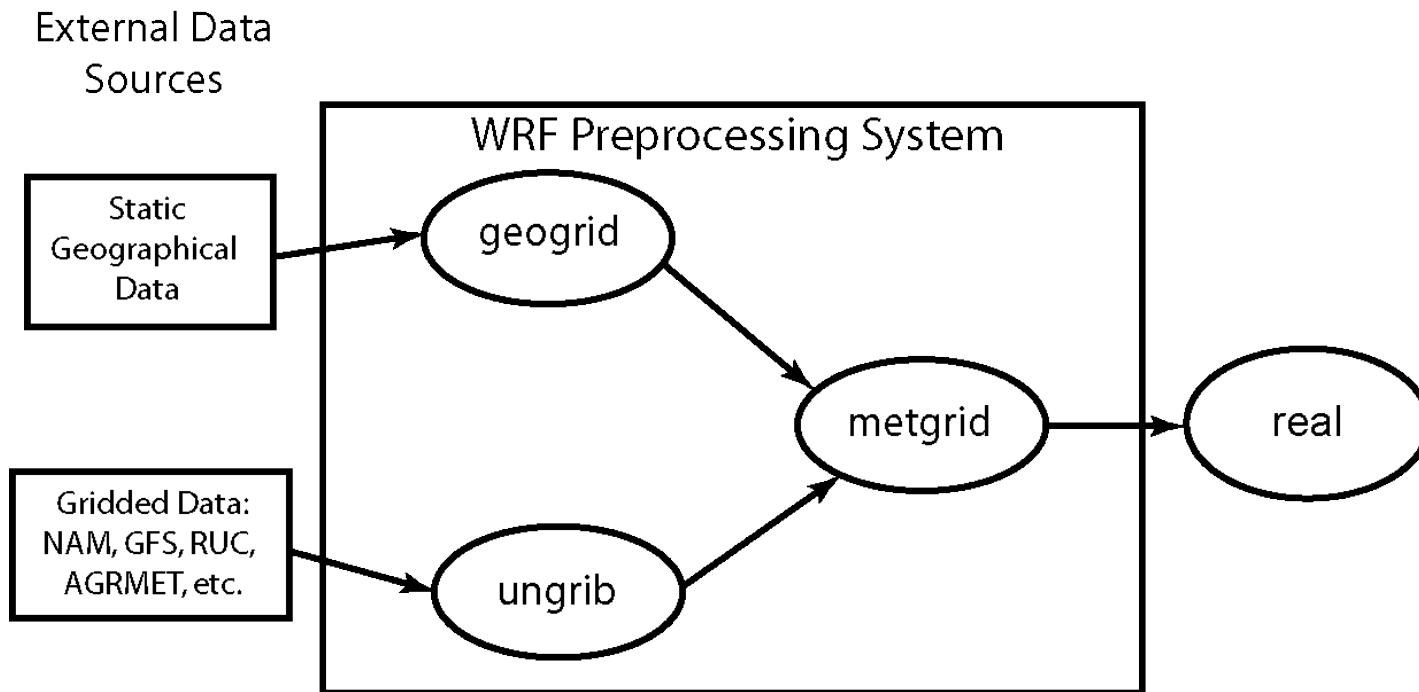 External Data
Sources
WRF Preprocessing System
Static
Geographical
Data
geogrid
metgrid
real
Gridded Data:
NAM, GFS, RUC,
AGRMET, etc.
ungrib